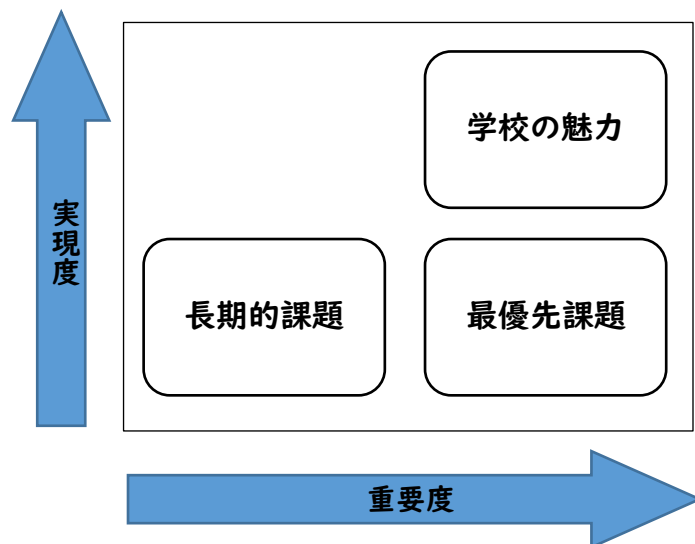 学校の魅力
実現度
長期的課題
最優先課題
重要度